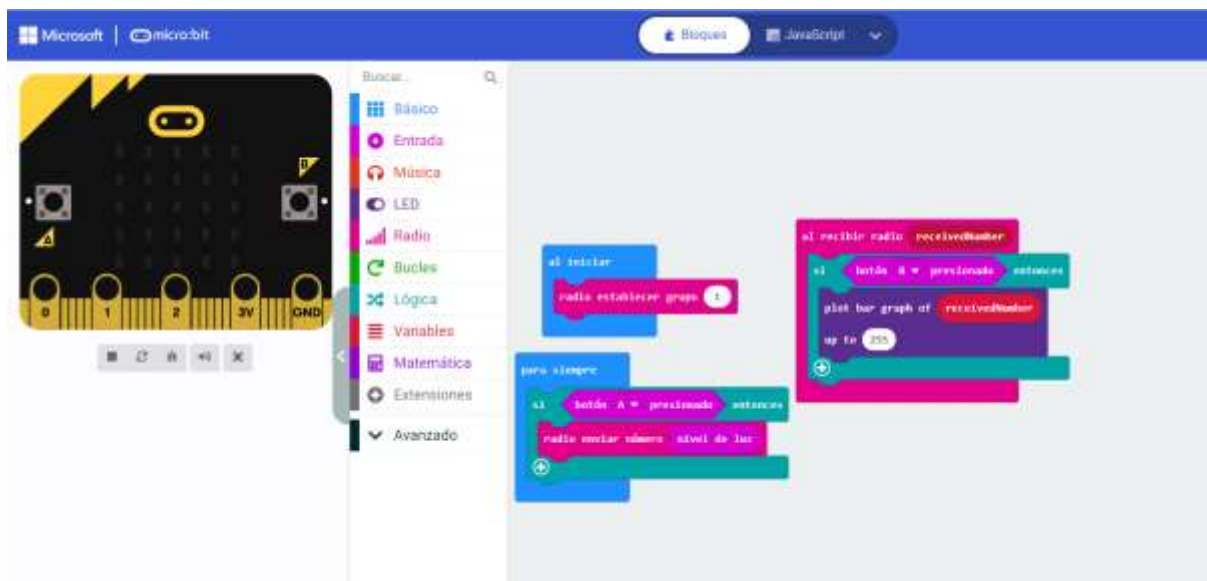 Microsoft micro:bit
Bloques
JavaScript
Buscar...
Básico
Entrada
Música
LED
Radio
Bucles
Lógica
Variables
Matemática
Extensiones
Avanzado
A
B
0 1 2 3V GND
al iniciar
radio establecer grupo 1
para siempre
si botón A presionado entonces
radio enviar número nivel de luz
al recibir radio receivedNumber
si botón B presionado entonces
plot bar graph of receivedNumber
up to 255